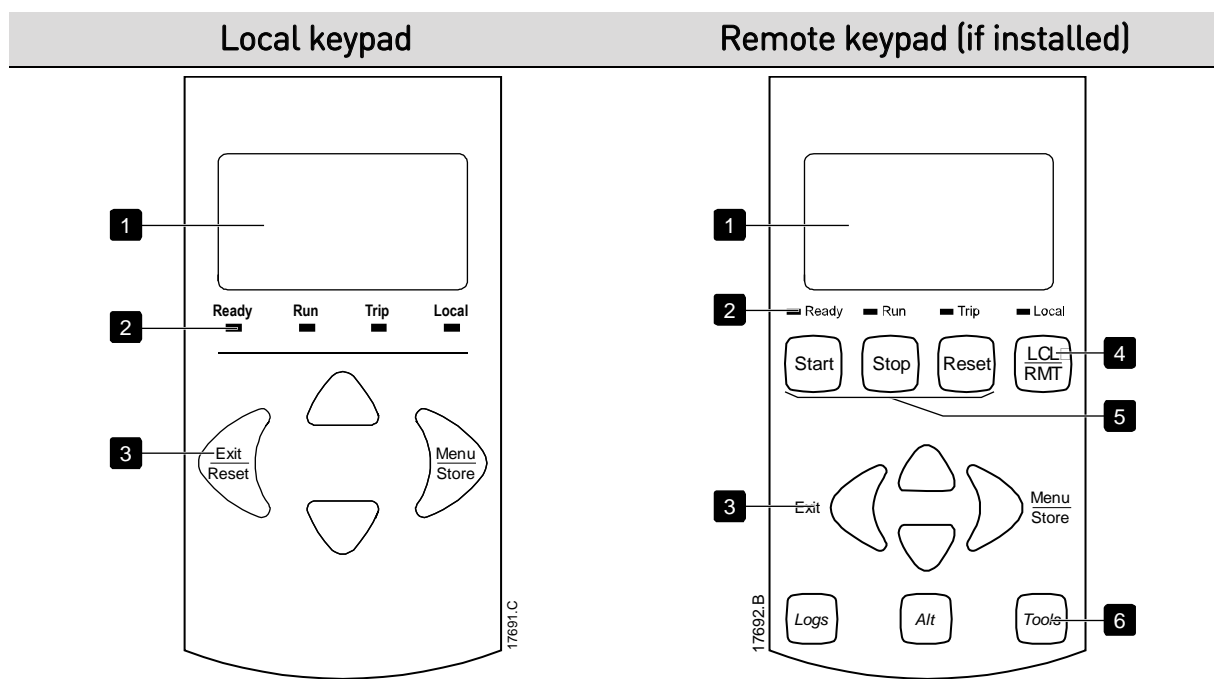 Local keypad
Remote keypad (if installed)
1
Ready Run Trip Local
2
3
Exit
Reset
Menu
Store
17691.C
1
2
Ready Run Trip Local
Start Stop Reset
LCL
RMT
4
5
3
Exit
Menu
Store
17692.B
Logs Alt Tools
6